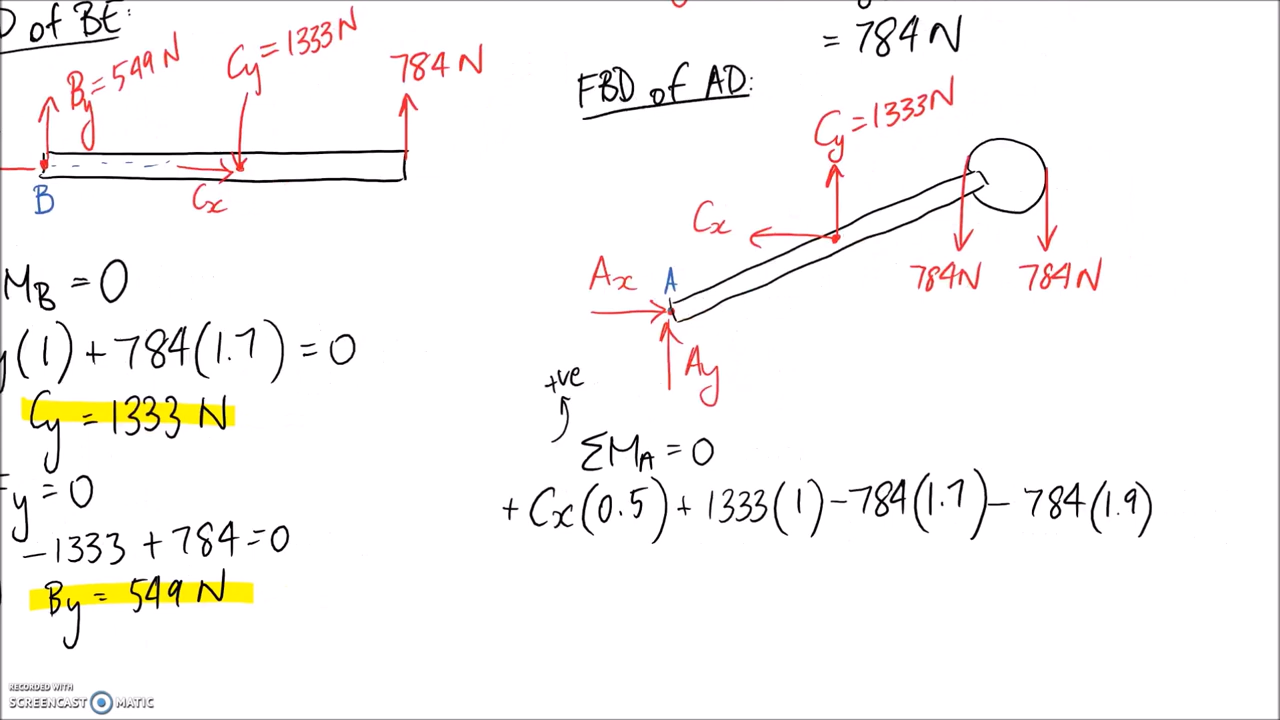 D of BE:
By = 549 N
Cy = 1333 N
784 N
B
Cx
MB = 0
y(1) + 784(1.7) = 0
Cy = 1333 N
Fy = 0
-1333 + 784 = 0
By = 549 N
= 784 N
FBD of AD:
Cy = 1333 N
Cx
Ax
A
784N
784N
Ay
+ve
ΣMA = 0
+ Cx(0.5) + 1333(1) - 784(1.7) - 784(1.9)
RECORDED WITH
SCREENCAST MATIC